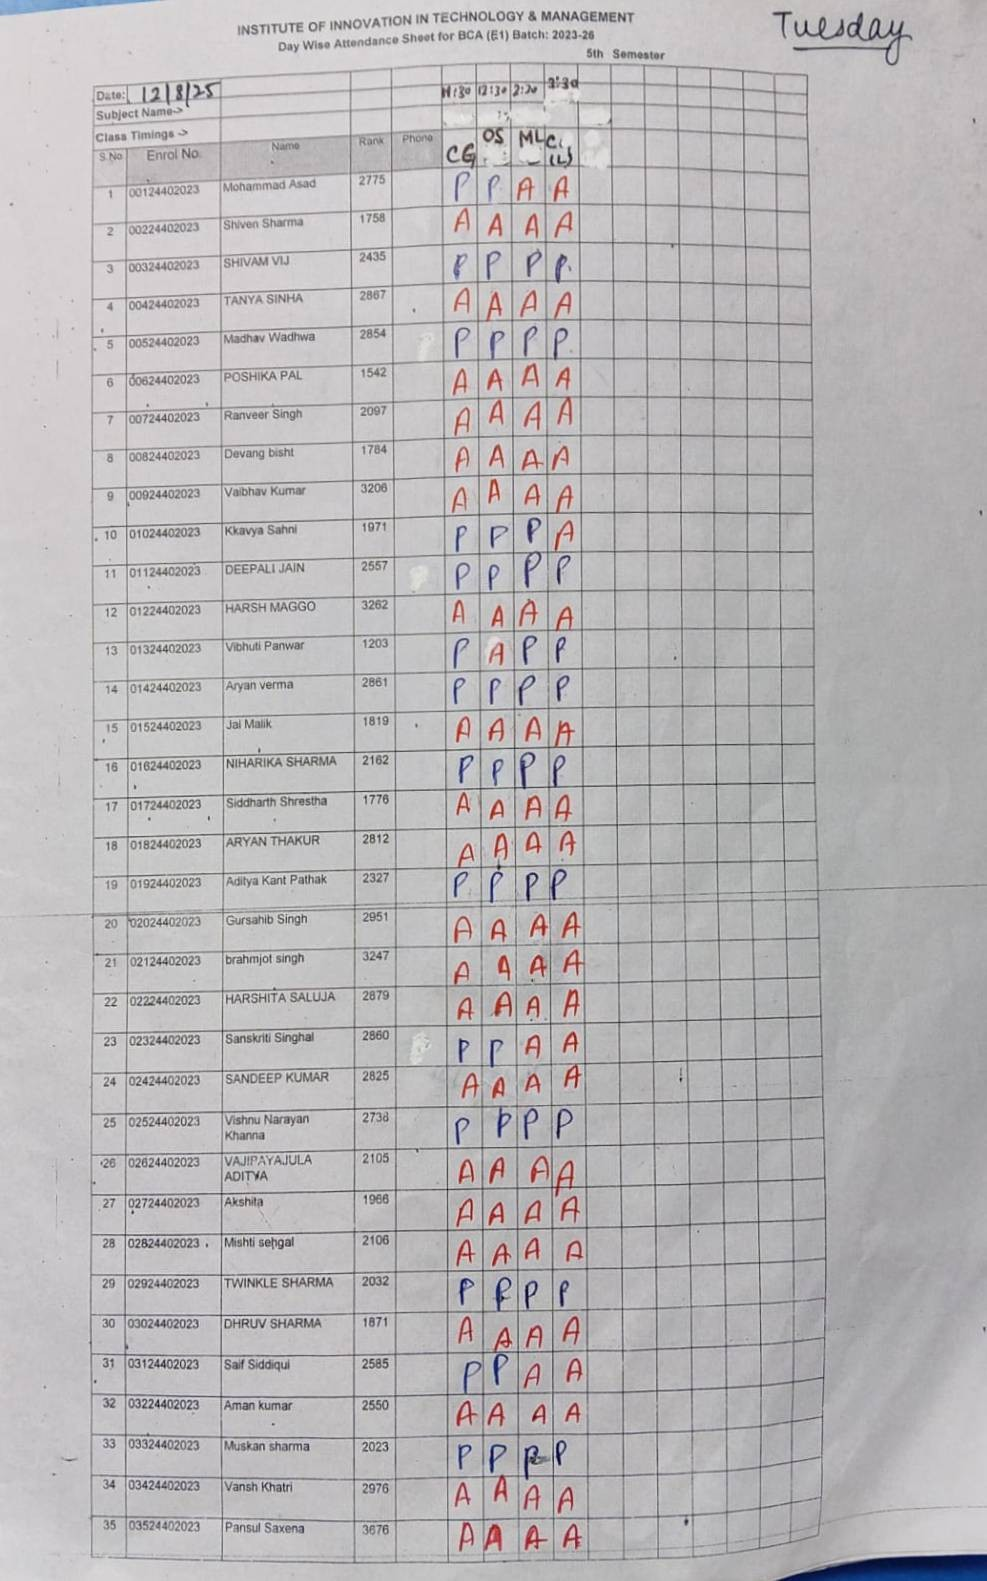 INSTITUTE OF INNOVATION IN TECHNOLOGY & MANAGEMENT
Tuesday
Day Wise Attendance Sheet for BCA (E1) Batch: 2023-26
5th Semester
Date: 12/8/25 11:30 12:30 2:20 3:30
Subject Name->
Class Timings ->
S.No Enrol No. Name Rank Phone CG OS ML C. (L)
1 00124402023 Mohammad Asad 2775 P P A A
2 00224402023 Shiven Sharma 1758 A A A A
3 00324402023 SHIVAM VIJ 2435 P P P P.
4 00424402023 TANYA SINHA 2867 A A A A
5 00524402023 Madhav Wadhwa 2854 P P P P
6 00624402023 POSHIKA PAL 1542 A A A A
7 00724402023 Ranveer Singh 2097 A A A A
8 00824402023 Devang bisht 1784 A A A A
9 00924402023 Vaibhav Kumar 3206 A A A A
10 01024402023 Kkavya Sahni 1971 P P P A
11 01124402023 DEEPALI JAIN 2557 P P P P
12 01224402023 HARSH MAGGO 3262 A A A A
13 01324402023 Vibhuti Panwar 1203 P A P P
14 01424402023 Aryan verma 2861 P P P P
15 01524402023 Jai Malik 1819 A A A A
16 01624402023 NIHARIKA SHARMA 2162 P P P P
17 01724402023 Siddharth Shrestha 1776 A A A A
18 01824402023 ARYAN THAKUR 2812 A A A A
19 01924402023 Aditya Kant Pathak 2327 P P P P
20 02024402023 Gursahib Singh 2951 A A A A
21 02124402023 brahmjot singh 3247 A A A A
22 02224402023 HARSHITA SALUJA 2879 A A A A
23 02324402023 Sanskriti Singhal 2860 P P A A
24 02424402023 SANDEEP KUMAR 2825 A A A A
25 02524402023 Vishnu Narayan 2738 P P P P
Khanna
26 02624402023 VAJIPAYAJULA 2105 A A A A
ADITYA
27 02724402023 Akshita 1966 A A A A
28 02824402023 Mishti sehgal 2106 A A A A
29 02924402023 TWINKLE SHARMA 2032 P P P P
30 03024402023 DHRUV SHARMA 1871 A A A A
31 03124402023 Saif Siddiqui 2585 P P A A
32 03224402023 Aman kumar 2550 A A A A
33 03324402023 Muskan sharma 2023 P P P P
34 03424402023 Vansh Khatri 2976 A A A A
35 03524402023 Pansul Saxena 3676 A A A A